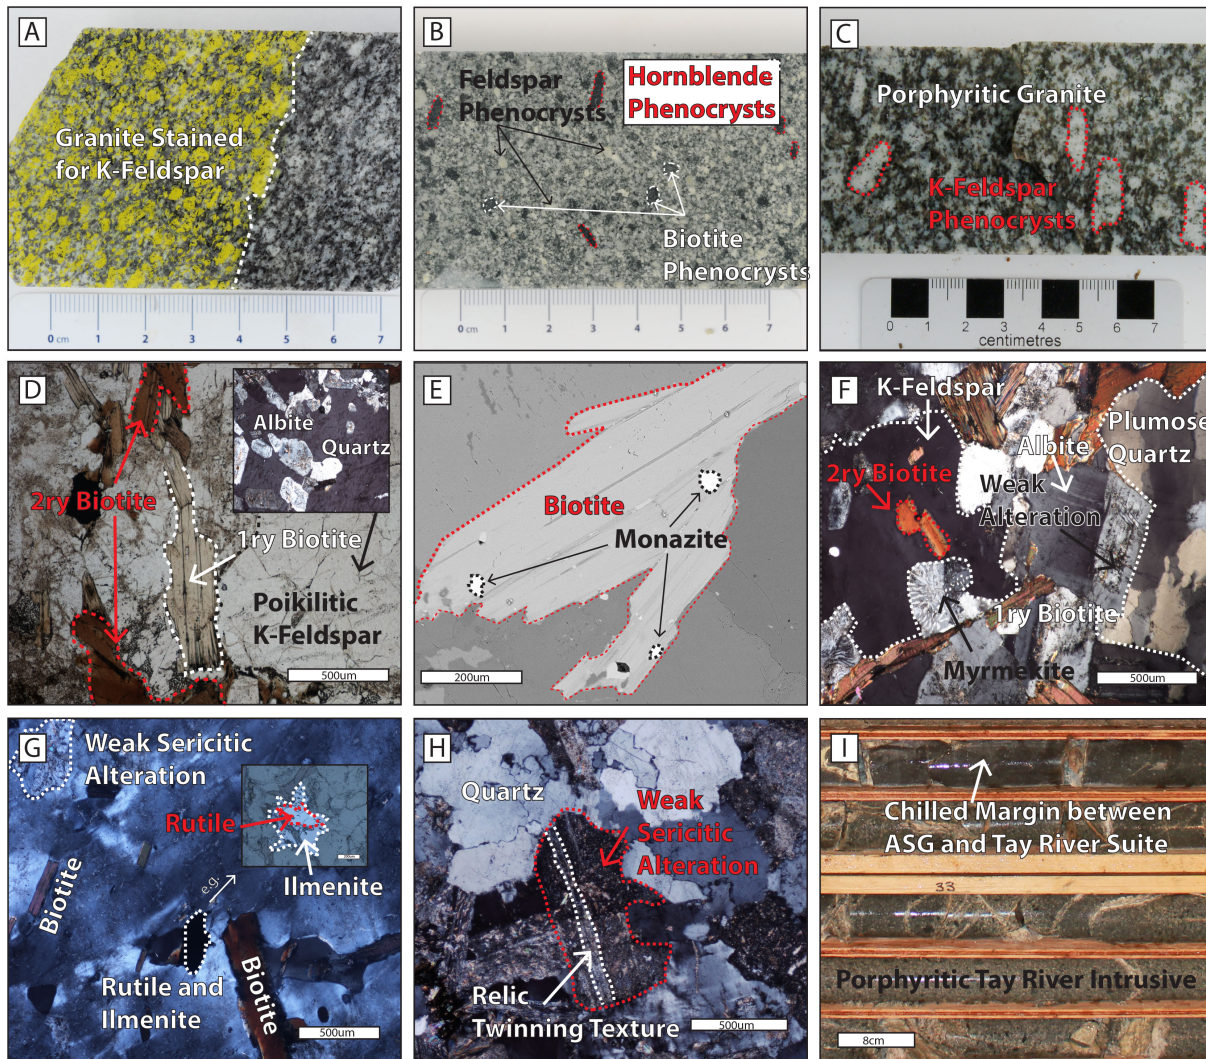 A
Granite Stained
for K-Feldspar
0 cm 1 2 3 4 5 6 7
B
Feldspar
Phenocrysts
Hornblende
Phenocrysts
Biotite
Phenocrysts
0 cm 1 2 3 4 5 6 7
C
Porphyritic Granite
K-Feldspar
Phenocrysts
0 1 2 3 4 5 6 7
centimetres
D
Albite
Quartz
2ry Biotite
1ry Biotite
Poikilitic
K-Feldspar
500um
E
Biotite
Monazite
200um
F
K-Feldspar
Plumose
Quartz
Albite
2ry Biotite
Weak
Alteration
1ry Biotite
Myrmekite
500um
G
Weak Sericitic
Alteration
Rutile
Ilmenite
e.g.
Biotite
Rutile and
Ilmenite
Biotite
500um
H
Quartz
Weak
Sericitic
Alteration
Relic
Twinning Texture
500um
I
Chilled Margin between
ASG and Tay River Suite
33
Porphyritic Tay River Intrusive
8cm